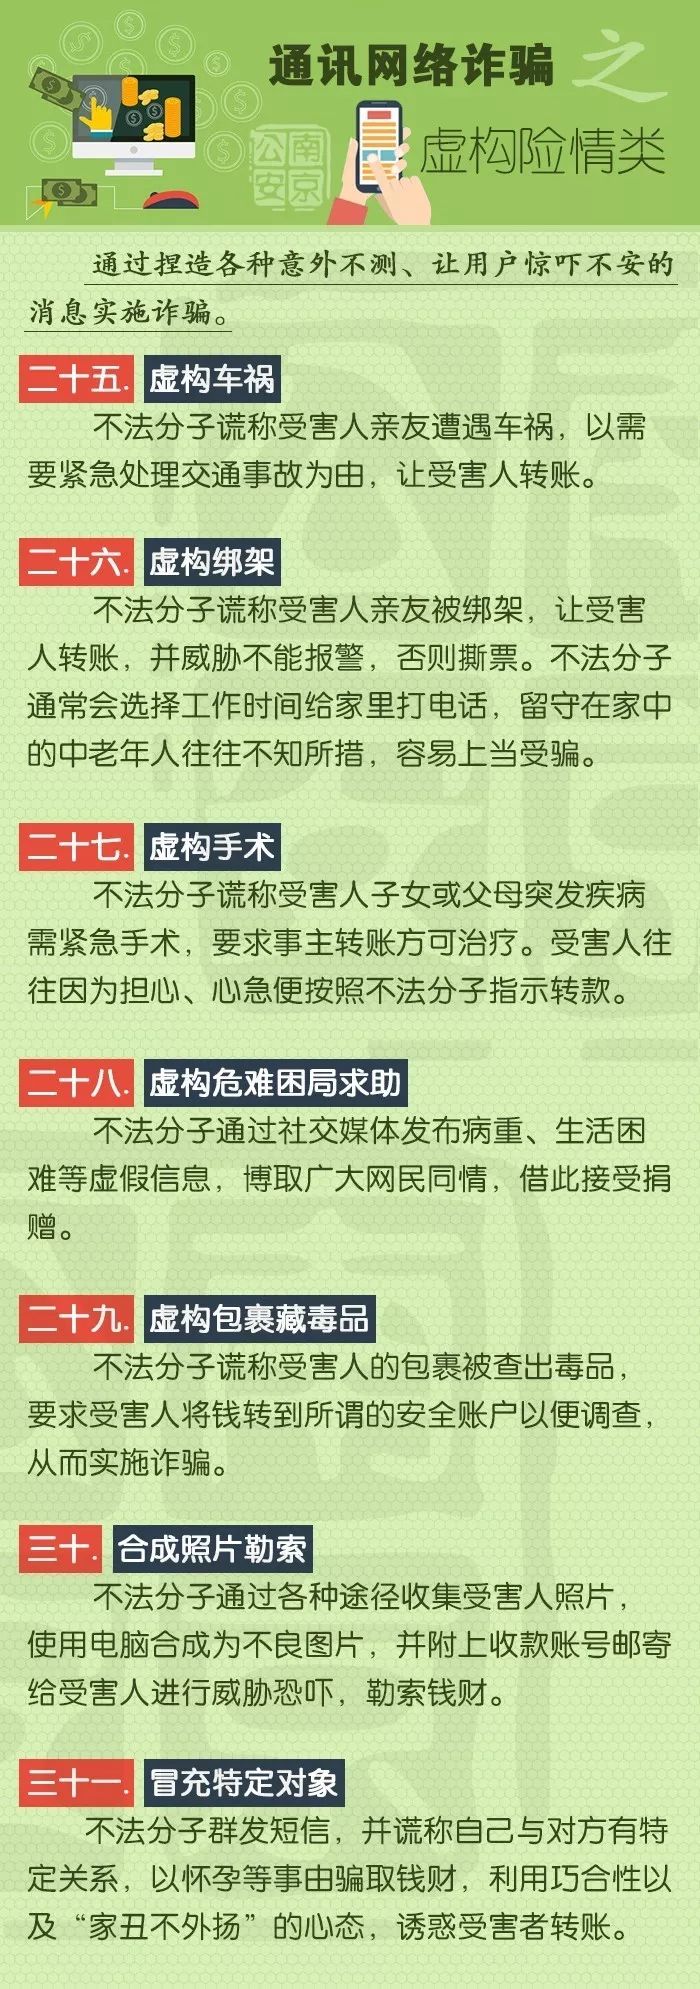 通讯网络诈骗之
虚构险情类
南京
公安
通过捏造各种意外不测、让用户惊吓不安的
消息实施诈骗。
二十五. 虚构车祸
不法分子谎称受害人亲友遭遇车祸，以需
要紧急处理交通事故为由，让受害人转账。
二十六. 虚构绑架
不法分子谎称受害人亲友被绑架，让受害
人转账，并威胁不能报警，否则撕票。不法分子
通常会选择工作时间给家里打电话，留守在家中
的中老年人往往不知所措，容易上当受骗。
二十七. 虚构手术
不法分子谎称受害人子女或父母突发疾病
需紧急手术，要求事主转账方可治疗。受害人往
往因为担心、心急便按照不法分子指示转款。
二十八. 虚构危难困局求助
不法分子通过社交媒体发布病重、生活困
难等虚假信息，博取广大网民同情，借此接受捐
赠。
二十九. 虚构包裹藏毒品
不法分子谎称受害人的包裹被查出毒品，
要求受害人将钱转到所谓的安全账户以便调查，
从而实施诈骗。
三十. 合成照片勒索
不法分子通过各种途径收集受害人照片，
使用电脑合成为不良图片，并附上收款账号邮寄
给受害人进行威胁恐吓，勒索钱财。
三十一. 冒充特定对象
不法分子群发短信，并谎称自己与对方有特
定关系，以怀孕等事由骗取钱财，利用巧合性以
及“家丑不外扬”的心态，诱惑受害者转账。